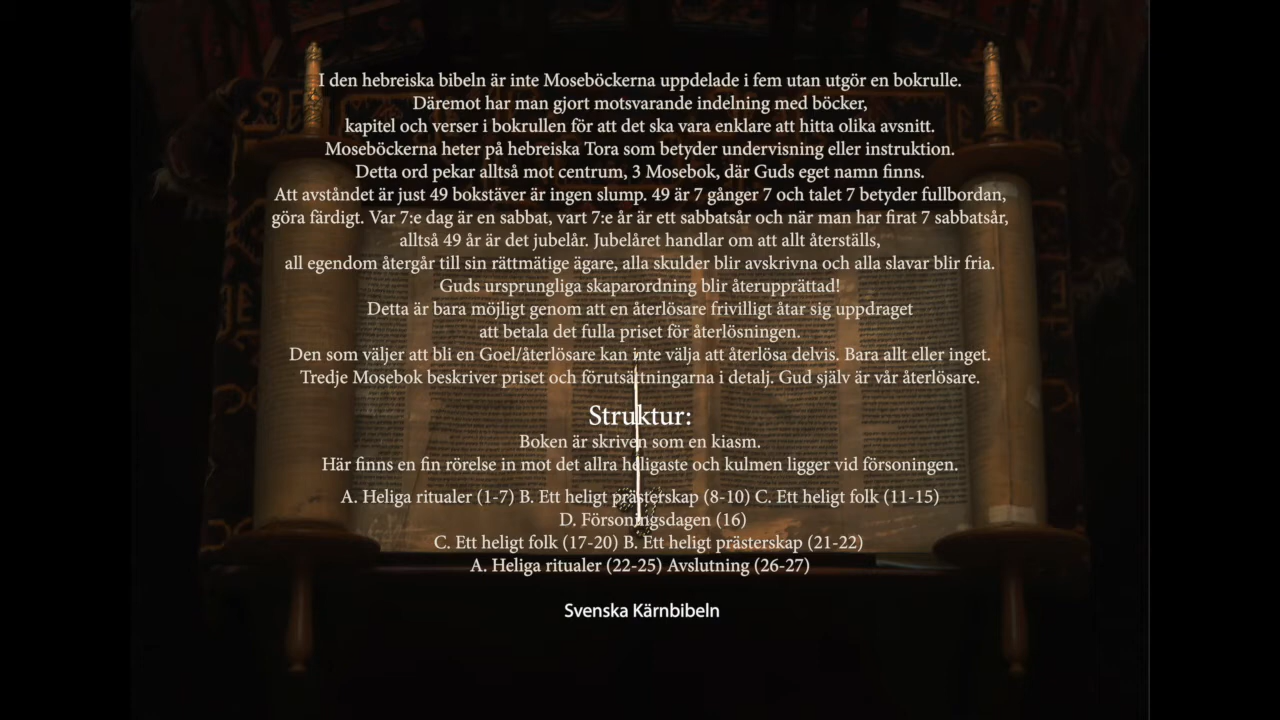 I den hebreiska bibeln är inte Moseböckerna uppdelade i fem utan utgör en bokrulle.
Däremot har man gjort motsvarande indelning med böcker,
kapitel och verser i bokrullen för att det ska vara enklare att hitta olika avsnitt.
Moseböckerna heter på hebreiska Tora som betyder undervisning eller instruktion.
Detta ord pekar alltså mot centrum, 3 Mosebok, där Guds eget namn finns.
Att avståndet är just 49 bokstäver är ingen slump. 49 är 7 gånger 7 och talet 7 betyder fullbordan,
göra färdigt. Var 7:e dag är en sabbat, vart 7:e år är ett sabbatsår och när man har firat 7 sabbatsår,
alltså 49 år är det jubelår. Jubelåret handlar om att allt återställs,
all egendom återgår till sin rättmätige ägare, alla skulder blir avskrivna och alla slavar blir fria.
Guds ursprungliga skaparordning blir återupprättad!
Detta är bara möjligt genom att en återlösare frivilligt åtar sig uppdraget
att betala det fulla priset för återlösningen.
Den som väljer att bli en Goel/återlösare kan inte välja att återlösa delvis. Bara allt eller inget.
Tredje Mosebok beskriver priset och förutsättningarna i detalj. Gud själv är vår återlösare.
Struktur:
Boken är skriven som en kiasm.
Här finns en fin rörelse in mot det allra heligaste och kulmen ligger vid försoningen.
A. Heliga ritualer (1-7) B. Ett heligt prästerskap (8-10) C. Ett heligt folk (11-15)
D. Försoningsdagen (16)
C. Ett heligt folk (17-20) B. Ett heligt prästerskap (21-22)
A. Heliga ritualer (22-25) Avslutning (26-27)
Svenska Kärnbibeln